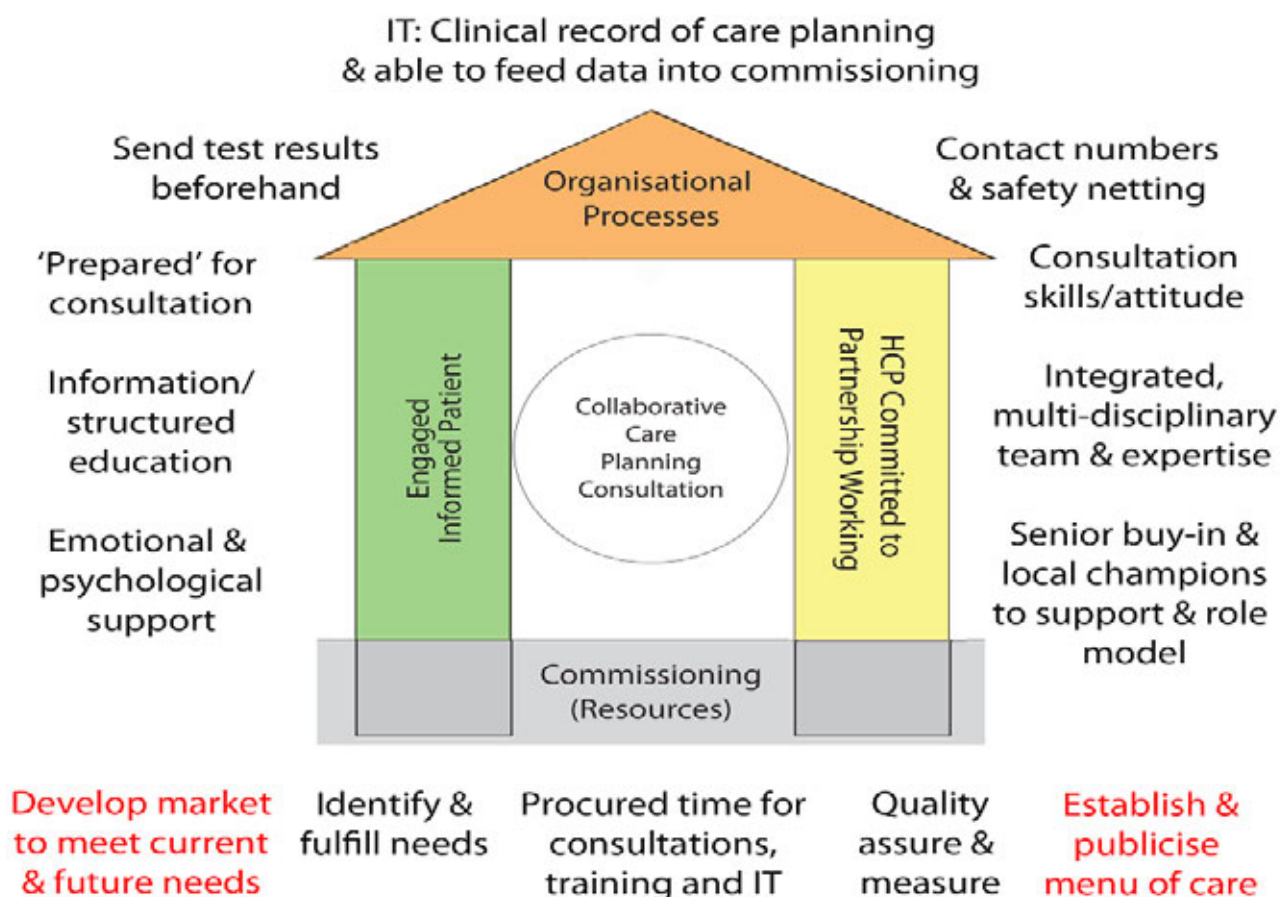 IT: Clinical record of care planning
& able to feed data into commissioning
Send test results
beforehand
Contact numbers
& safety netting
Organisational
Processes
'Prepared' for
consultation
Consultation
skills/attitude
Information/
structured
education
Integrated,
multi-disciplinary
team & expertise
Emotional &
psychological
support
Senior buy-in &
local champions
to support & role
model
Engaged
Informed Patient
Collaborative
Care
Planning
Consultation
HCP Committed to
Partnership Working
Commissioning
(Resources)
Develop market
to meet current
& future needs
Identify &
fulfill needs
Procured time for
consultations,
training and IT
Quality
assure &
measure
Establish &
publicise
menu of care